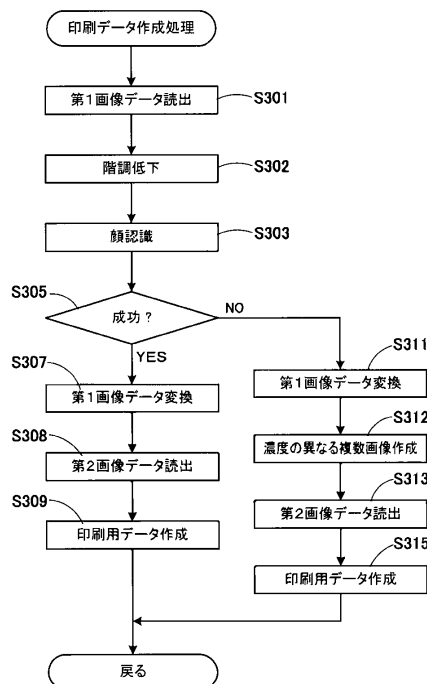 印刷データ作成処理
第1画像データ読出
S301
階調低下
S302
顔認識
S303
S305
成功?
NO
YES
S307
第1画像データ変換
S308
第2画像データ読出
S309
印刷用データ作成
S311
第1画像データ変換
S312
濃度の異なる複数画像作成
S313
第2画像データ読出
S315
印刷用データ作成
戻る